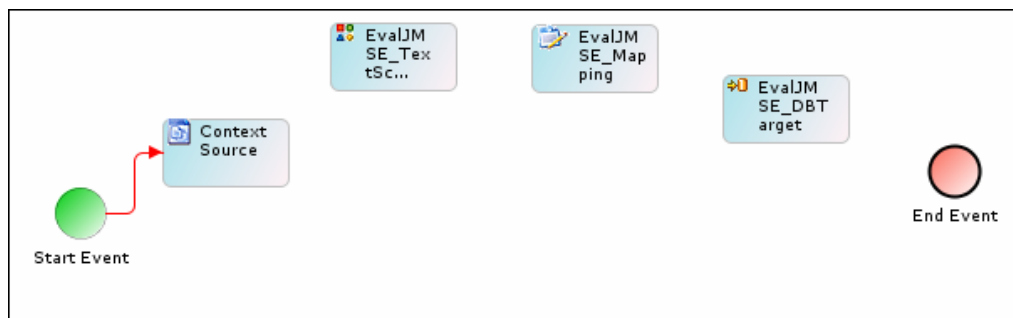 EvalJM
SE_Tex
tSc...
EvalJM
SE_Map
ping
EvalJM
SE_DBT
arget
Context
Source
Start Event
End Event